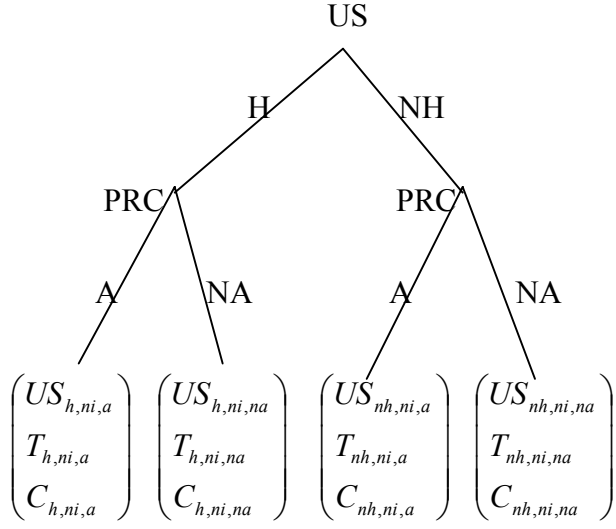 US
H NH
PRC PRC
A NA A NA
US_{h,ni,a} US_{h,ni,na} US_{nh,ni,a} US_{nh,ni,na}
T_{h,ni,a} T_{h,ni,na} T_{nh,ni,a} T_{nh,ni,na}
C_{h,ni,a} C_{h,ni,na} C_{nh,ni,a} C_{nh,ni,na}